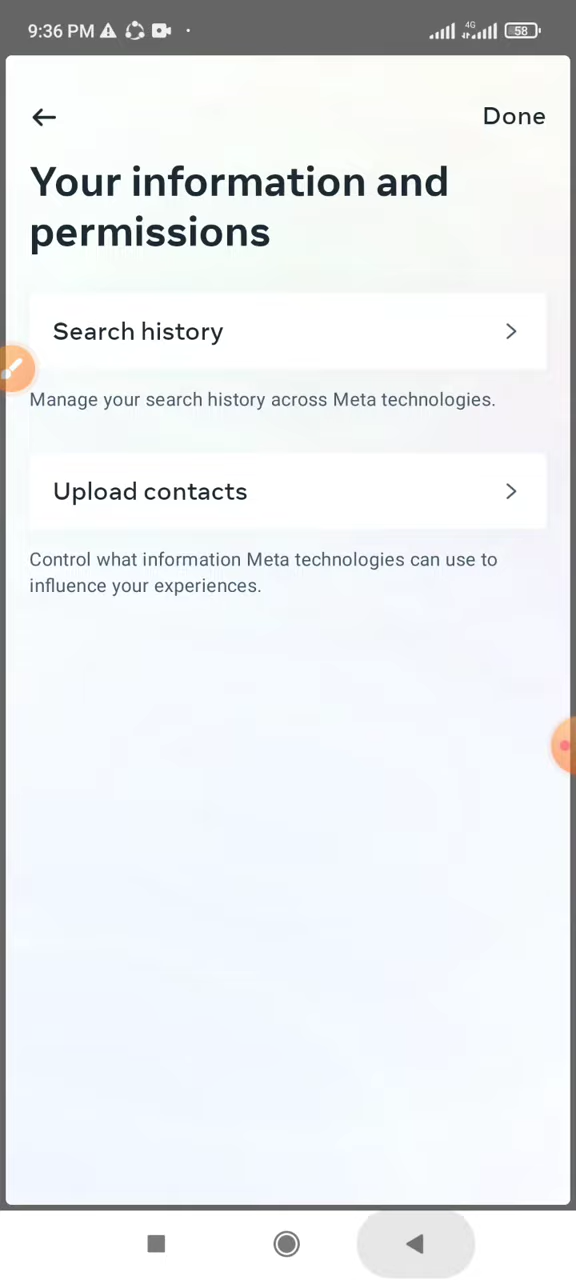 9:36 PM
4G
58
Done
Your information and
permissions
Search history
Manage your search history across Meta technologies.
Upload contacts
Control what information Meta technologies can use to
influence your experiences.